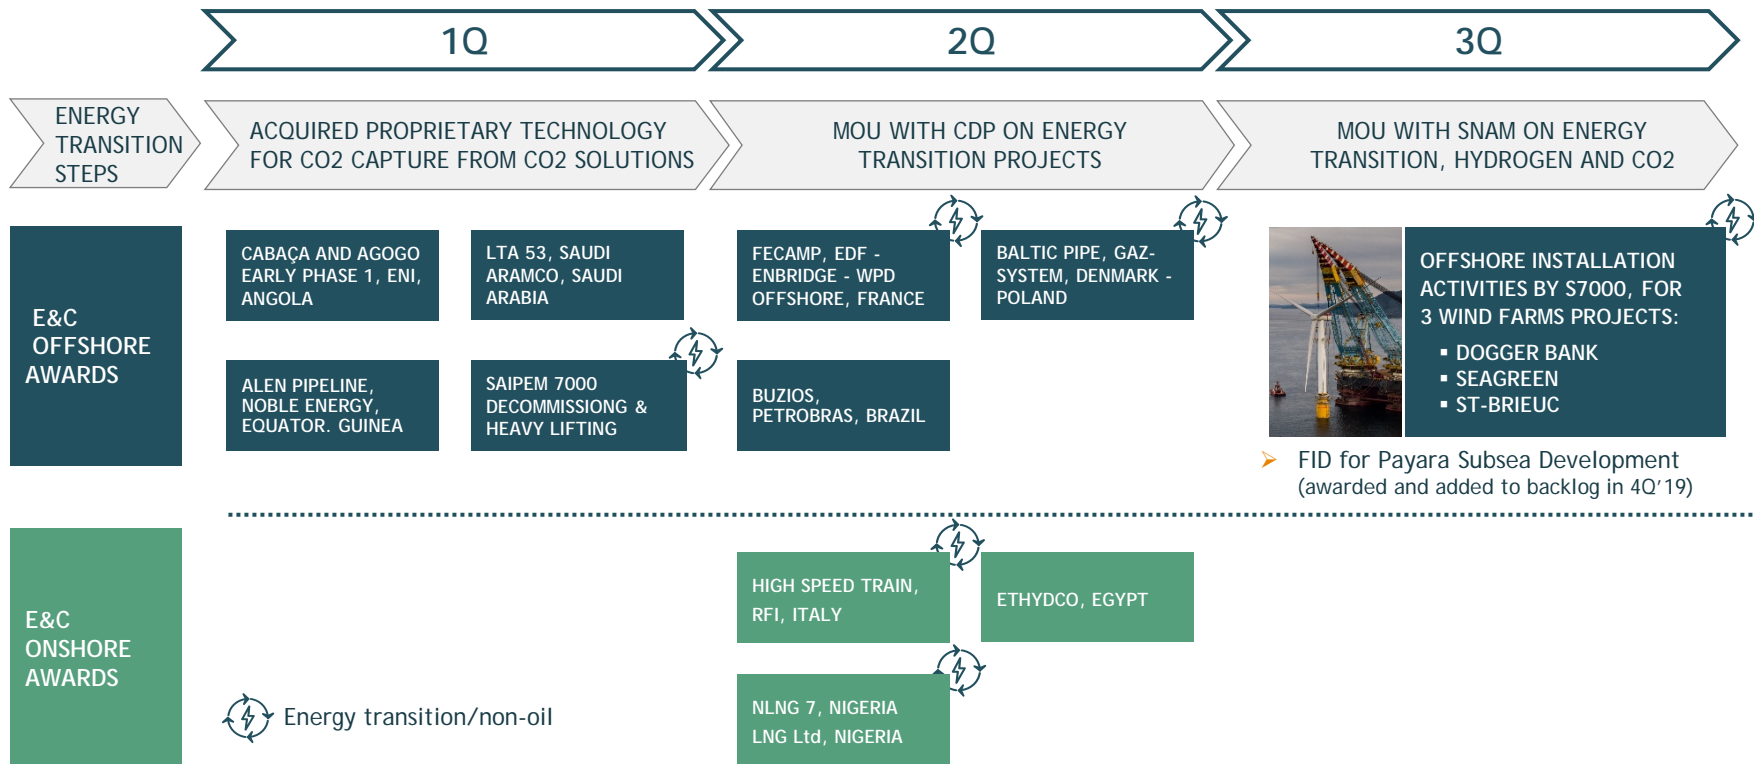 1Q
2Q
3Q
ENERGY
TRANSITION
STEPS
ACQUIRED PROPRIETARY TECHNOLOGY
FOR CO2 CAPTURE FROM CO2 SOLUTIONS
MOU WITH CDP ON ENERGY
TRANSITION PROJECTS
MOU WITH SNAM ON ENERGY
TRANSITION, HYDROGEN AND CO2
E&C
OFFSHORE
AWARDS
CABAÇA AND AGOGO
EARLY PHASE 1, ENI,
ANGOLA
LTA 53, SAUDI
ARAMCO, SAUDI
ARABIA
FECAMP, EDF -
ENBRIDGE - WPD
OFFSHORE, FRANCE
BALTIC PIPE, GAZ-
SYSTEM, DENMARK -
POLAND
OFFSHORE INSTALLATION
ACTIVITIES BY S7000, FOR
3 WIND FARMS PROJECTS:
▪ DOGGER BANK
▪ SEAGREEN
▪ ST-BRIEUC
ALEN PIPELINE,
NOBLE ENERGY,
EQUATOR. GUINEA
SAIPEM 7000
DECOMMISSIONG &
HEAVY LIFTING
BUZIOS,
PETROBRAS, BRAZIL
➢ FID for Payara Subsea Development
(awarded and added to backlog in 4Q’19)
E&C
ONSHORE
AWARDS
HIGH SPEED TRAIN,
RFI, ITALY
ETHYDCO, EGYPT
NLNG 7, NIGERIA
LNG Ltd, NIGERIA
Energy transition/non-oil